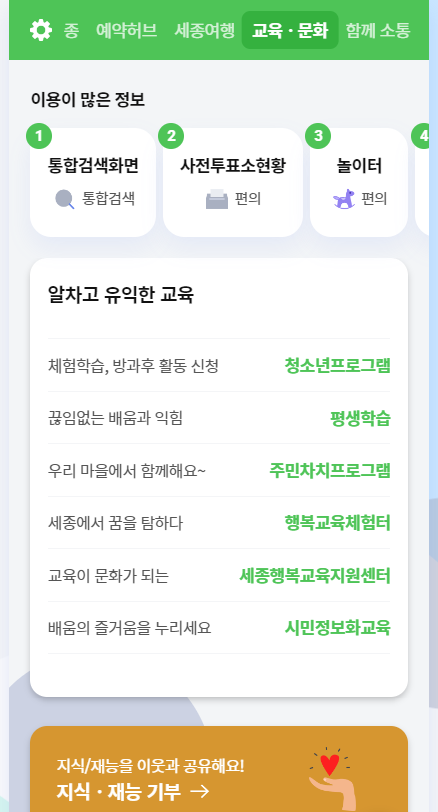 종 예약허브 세종여행 교육·문화 함께 소통
이용이 많은 정보
1 2 3 4
통합검색화면 사전투표소현황 놀이터
통합검색 편의 편의
알차고 유익한 교육
체험학습, 방과후 활동 신청 청소년프로그램
끊임없는 배움과 익힘 평생학습
우리 마을에서 함께해요~ 주민차치프로그램
세종에서 꿈을 탐하다 행복교육체험터
교육이 문화가 되는 세종행복교육지원센터
배움의 즐거움을 누리세요 시민정보화교육
지식/재능을 이웃과 공유해요!
지식·재능 기부 →